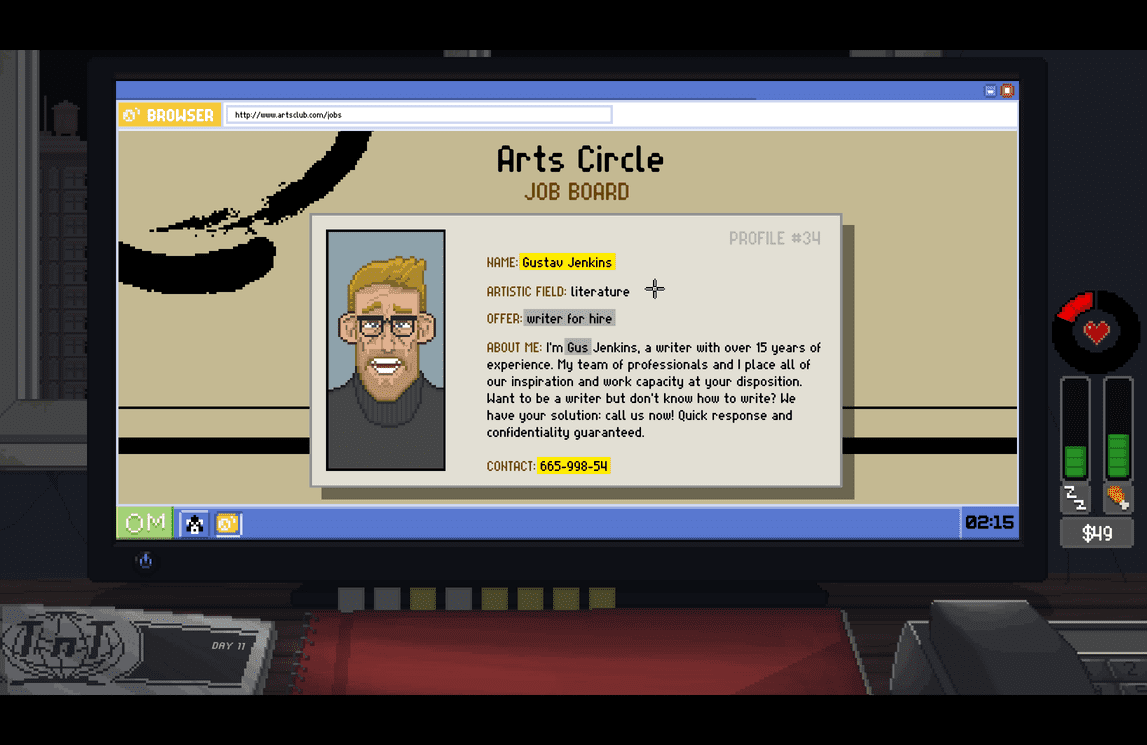 BROWSER
http://www.artsclub.com/jobs
Arts Circle
JOB BOARD
PROFILE #34
NAME: Gustav Jenkins
ARTISTIC FIELD: literature
OFFER: writer for hire
ABOUT ME: I'm Gus Jenkins, a writer with over 15 years of
experience. My team of professionals and I place all of
our inspiration and work capacity at your disposition.
Want to be a writer but don't know how to write? We
have your solution: call us now! Quick response and
confidentiality guaranteed.
CONTACT: 665-998-54
OM
02:15
ZZZ
$49
TnT
DAY 11